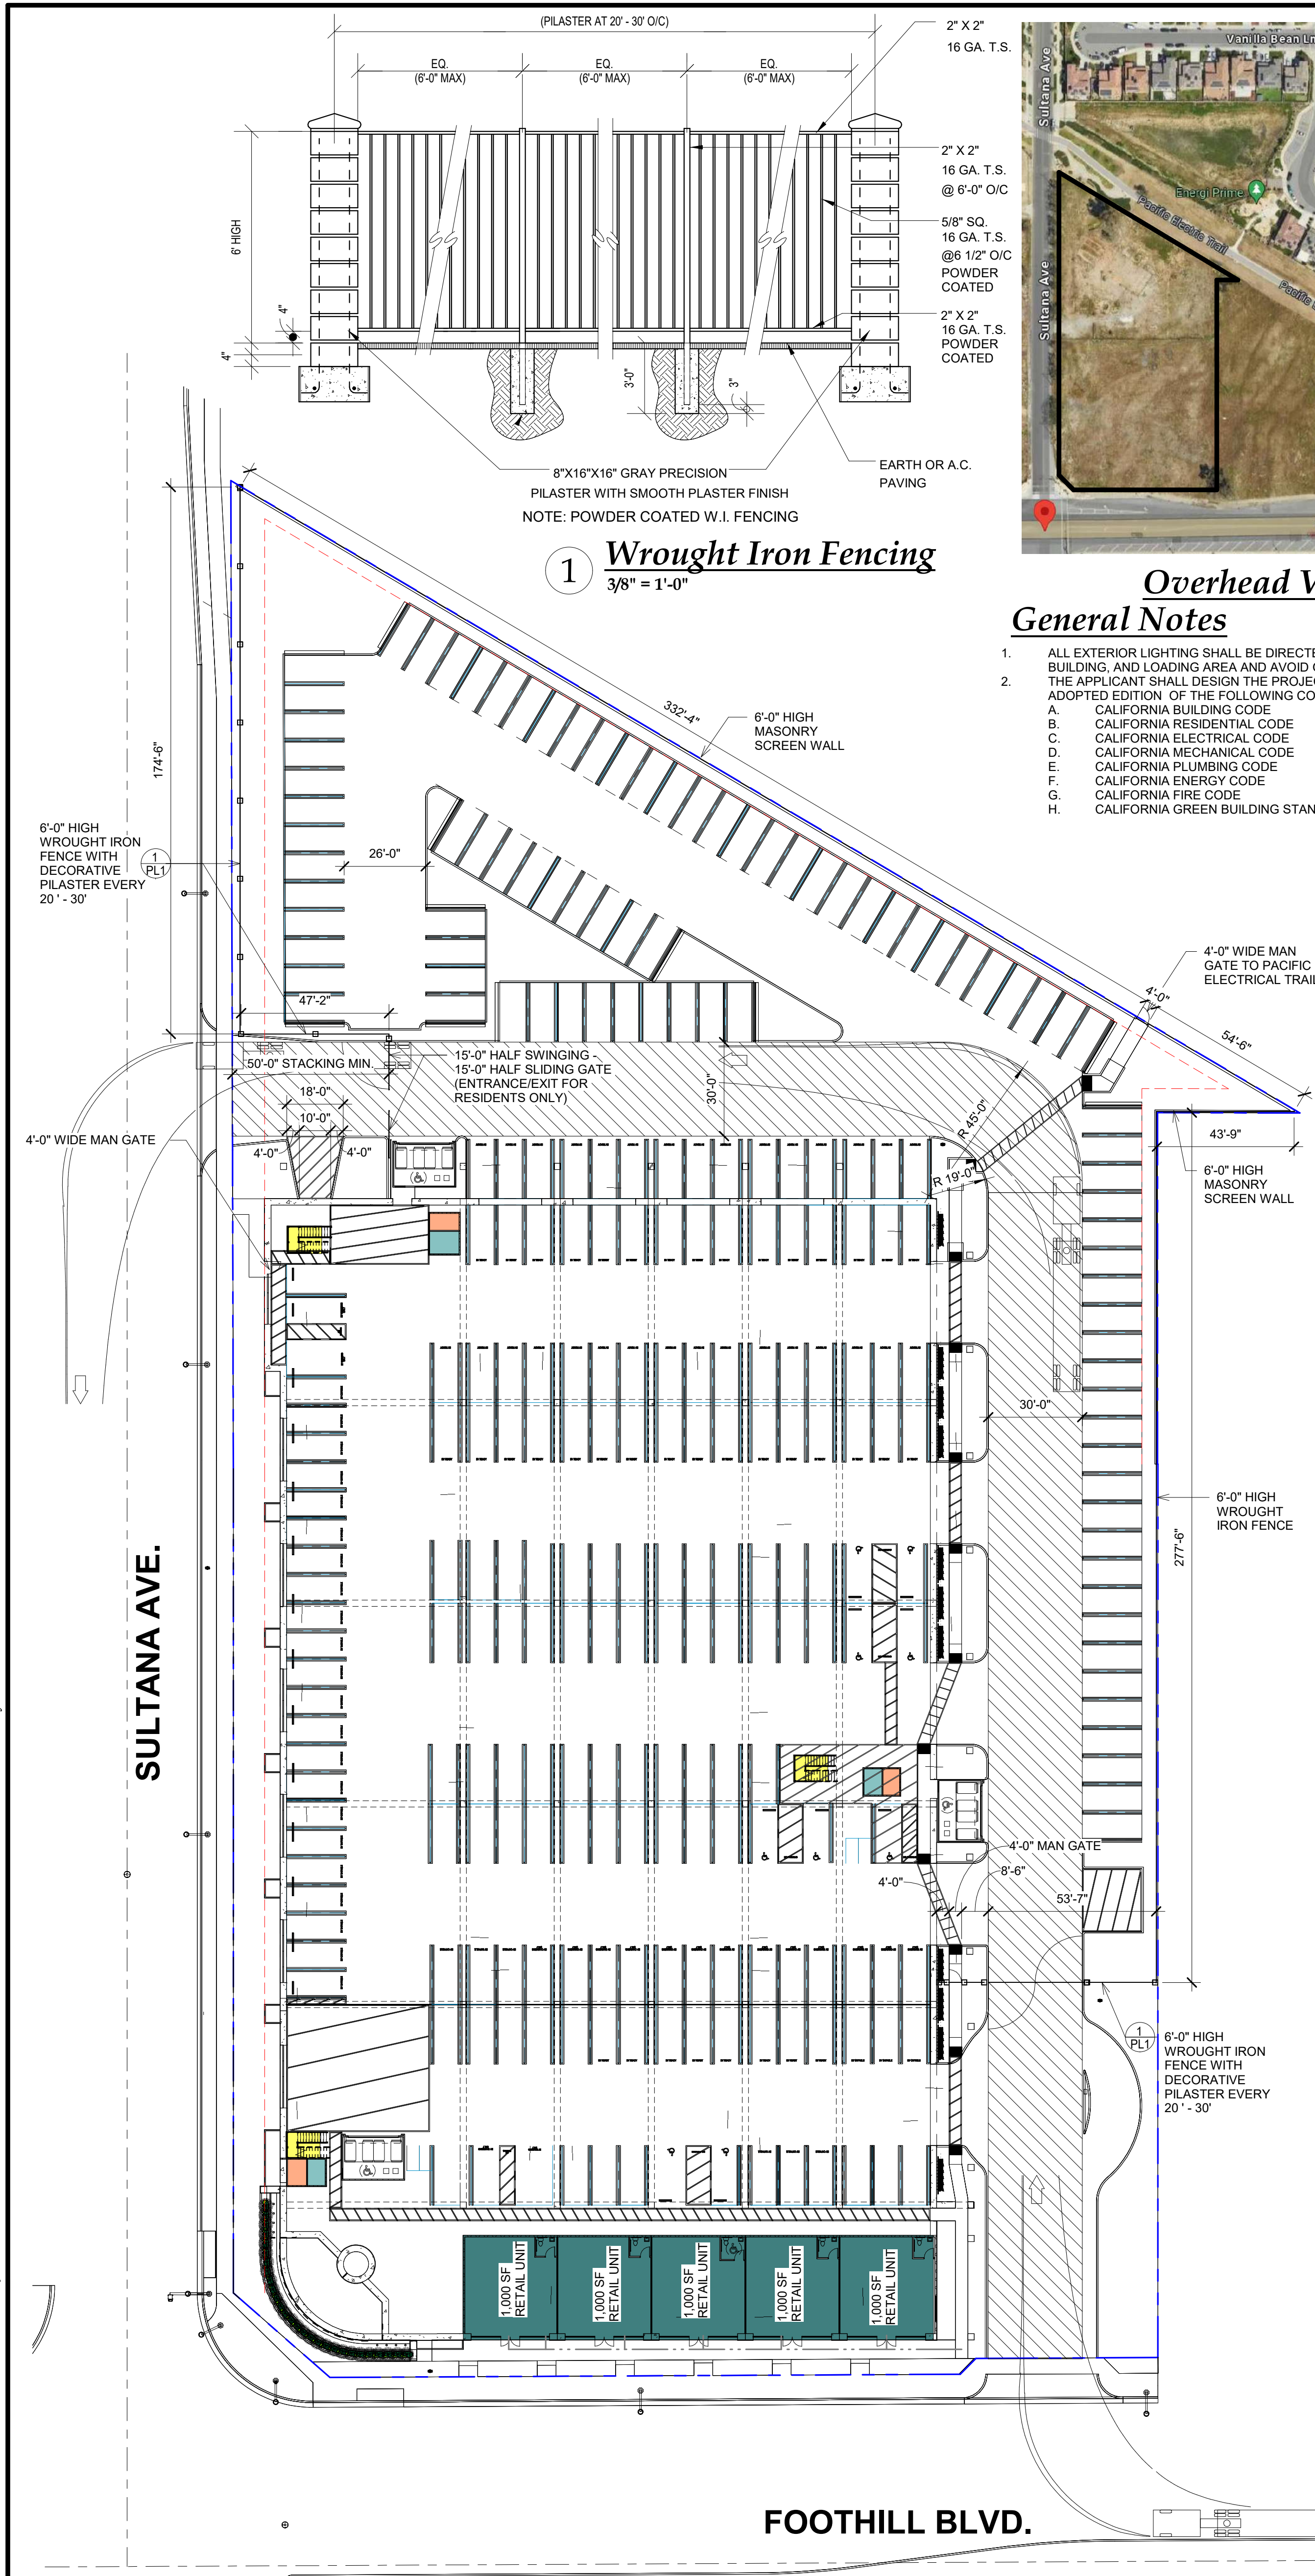 (PILASTER AT 20' - 30' O/C)
EQ.
(6'-0" MAX)
EQ.
(6'-0" MAX)
EQ.
(6'-0" MAX)
2" X 2"
16 GA. T.S.
2" X 2"
16 GA. T.S.
@ 6'-0" O/C
5/8" SQ.
16 GA. T.S.
@6 1/2" O/C
POWDER
COATED
2" X 2"
16 GA. T.S.
POWDER
COATED
6' HIGH
4"
4"
3'-0"
3"
8"X16"X16" GRAY PRECISION
PILASTER WITH SMOOTH PLASTER FINISH
EARTH OR A.C.
PAVING
NOTE: POWDER COATED W.I. FENCING
1
Wrought Iron Fencing
3/8" = 1'-0"
Vanilla Bean Ln
Sultana Ave
Sultana Ave
Energi Prime
Pacific Electric Trail
Pacific
Overhead V
General Notes
1. ALL EXTERIOR LIGHTING SHALL BE DIRECTE
BUILDING, AND LOADING AREA AND AVOID
2. THE APPLICANT SHALL DESIGN THE PROJE
ADOPTED EDITION OF THE FOLLOWING CO
A. CALIFORNIA BUILDING CODE
B. CALIFORNIA RESIDENTIAL CODE
C. CALIFORNIA ELECTRICAL CODE
D. CALIFORNIA MECHANICAL CODE
E. CALIFORNIA PLUMBING CODE
F. CALIFORNIA ENERGY CODE
G. CALIFORNIA FIRE CODE
H. CALIFORNIA GREEN BUILDING STAN
332'-4"
6'-0" HIGH
MASONRY
SCREEN WALL
174'-6"
6'-0" HIGH
WROUGHT IRON
FENCE WITH
DECORATIVE
PILASTER EVERY
20 ' - 30'
1
PL1
26'-0"
4'-0" WIDE MAN
GATE TO PACIFIC
ELECTRICAL TRAIL
4'-0"
54'-6"
47'-2"
50'-0" STACKING MIN.
15'-0" HALF SWINGING -
15'-0" HALF SLIDING GATE
(ENTRANCE/EXIT FOR
RESIDENTS ONLY)
30'-0"
18'-0"
10'-0"
4'-0"
4'-0"
4'-0" WIDE MAN GATE
R 45'-0"
R 19'-0"
43'-9"
6'-0" HIGH
MASONRY
SCREEN WALL
30'-0"
6'-0" HIGH
WROUGHT
IRON FENCE
277'-6"
SULTANA AVE.
4'-0" MAN GATE
8'-6"
4'-0"
53'-7"
1
PL1
6'-0" HIGH
WROUGHT IRON
FENCE WITH
DECORATIVE
PILASTER EVERY
20 ' - 30'
1,000 SF
RETAIL UNIT
1,000 SF
RETAIL UNIT
1,000 SF
RETAIL UNIT
1,000 SF
RETAIL UNIT
1,000 SF
RETAIL UNIT
FOOTHILL BLVD.